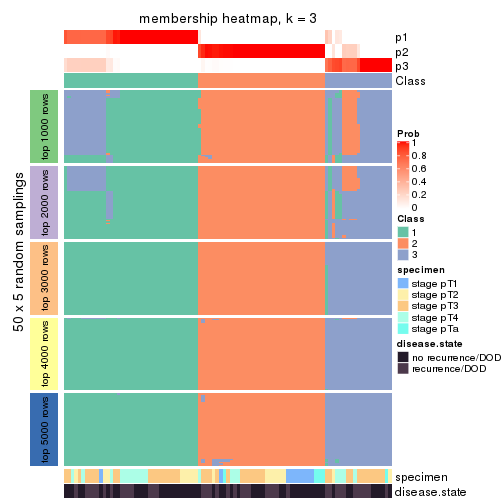 membership heatmap, k = 3
p1
p2
p3
Class
50 x 5 random samplings
top 1000 rows
top 2000 rows
top 3000 rows
top 4000 rows
top 5000 rows
Prob
1
0.8
0.6
0.4
0.2
0
Class
1
2
3
specimen
stage pT1
stage pT2
stage pT3
stage pT4
stage pTa
disease.state
no recurrence/DOD
recurrence/DOD
specimen
disease.state